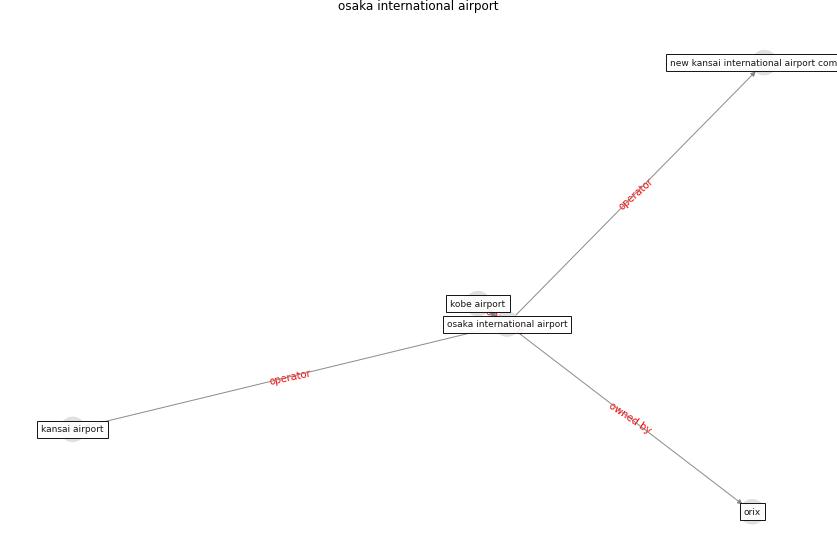 osaka international airport
new kansai international airport com
operator
kobe airport
osaka international airport
operator
kansai airport
owned by
orix